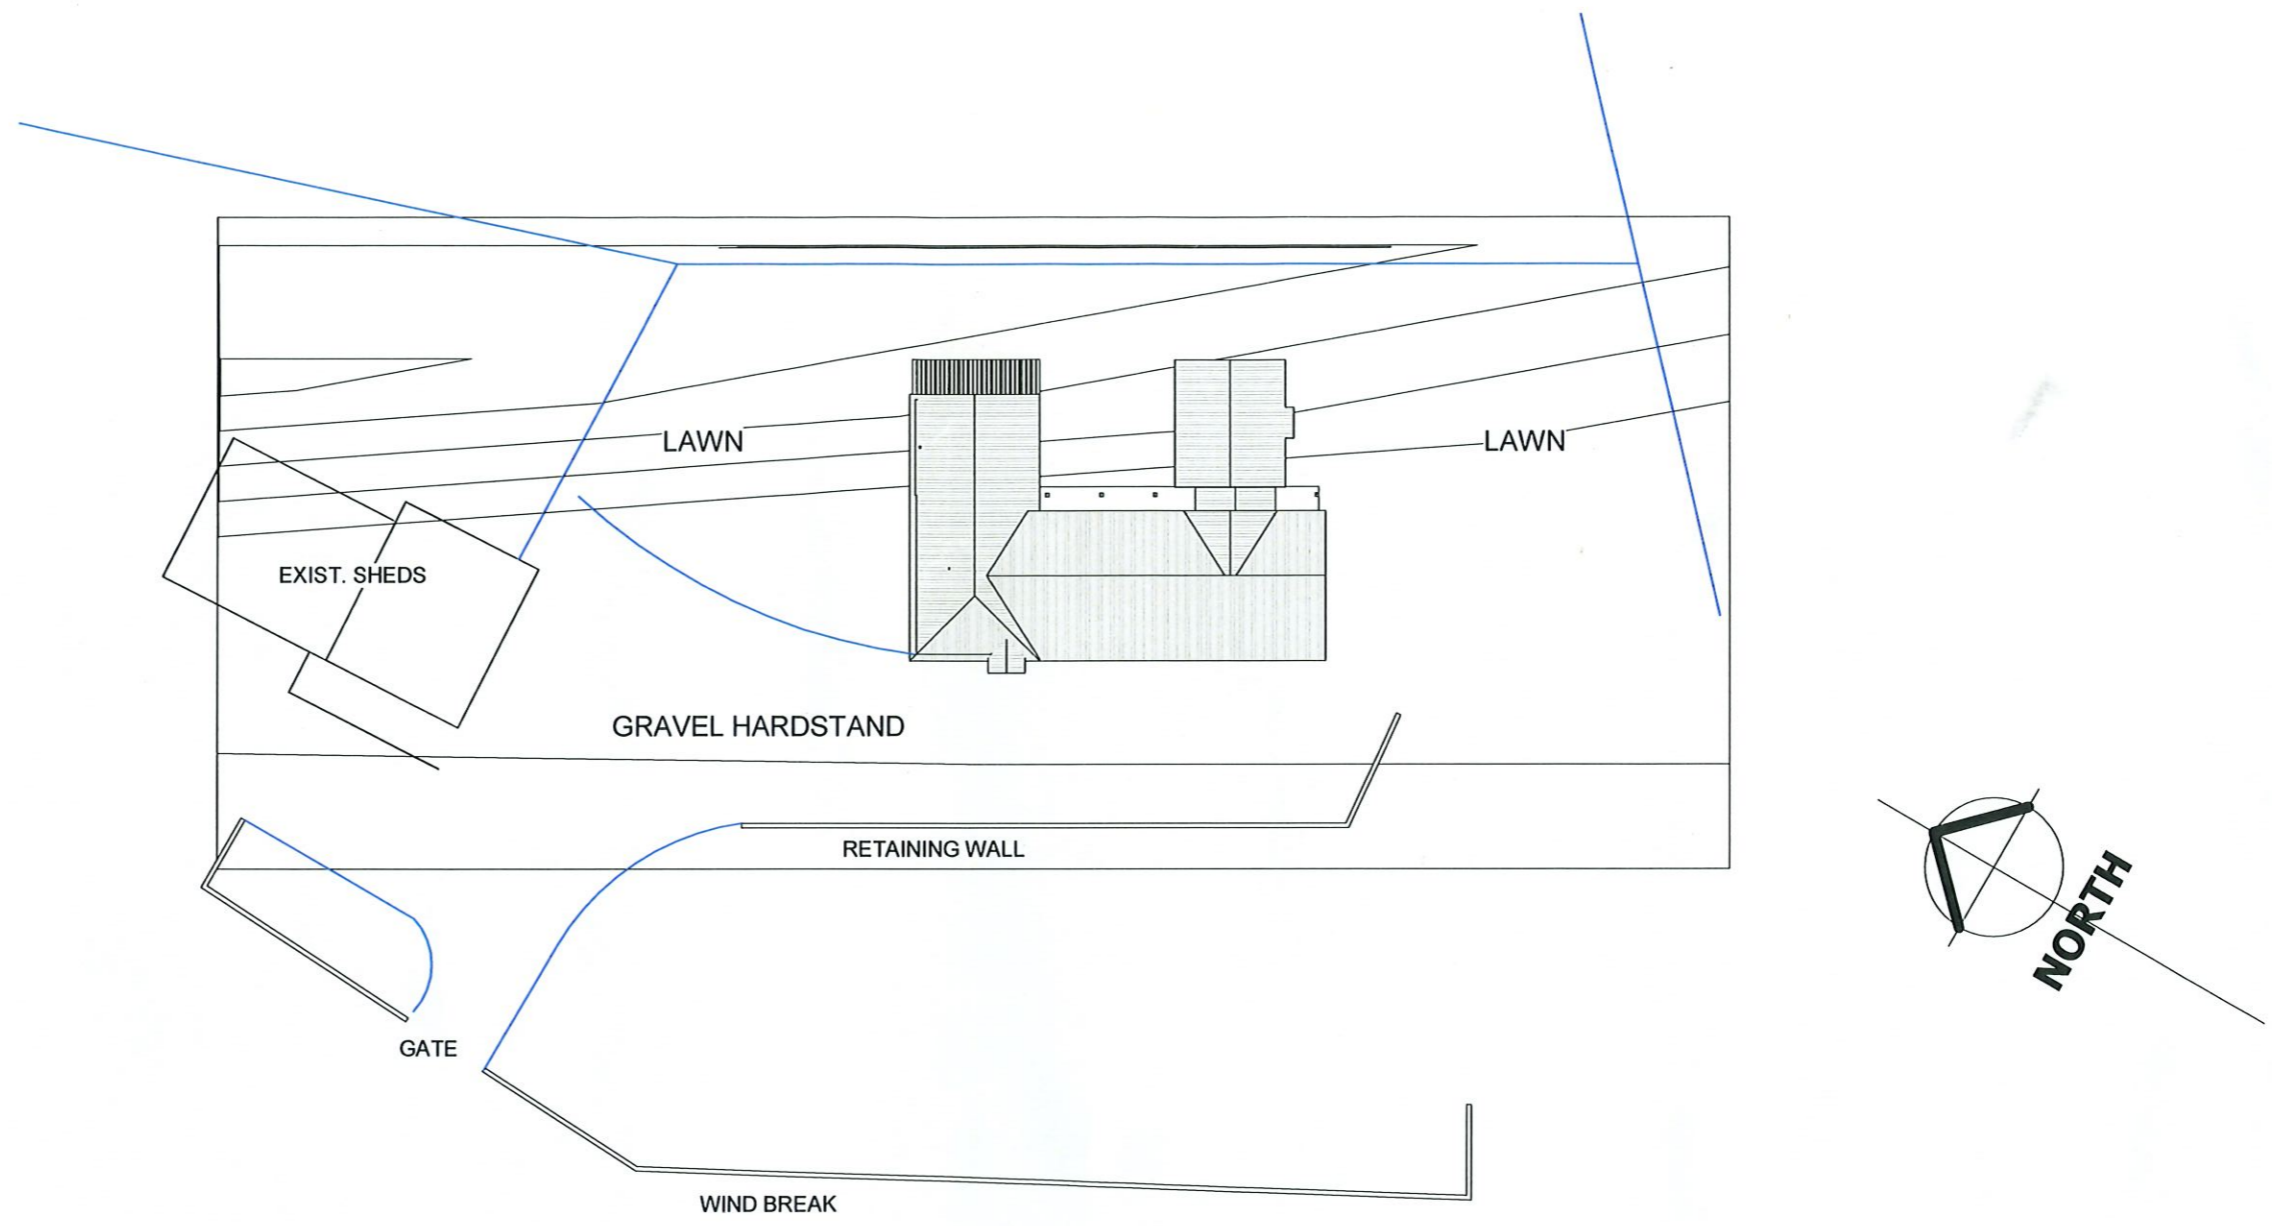 LAWN
LAWN
EXIST. SHEDS
GRAVEL HARDSTAND
RETAINING WALL
NORTH
GATE
WIND BREAK